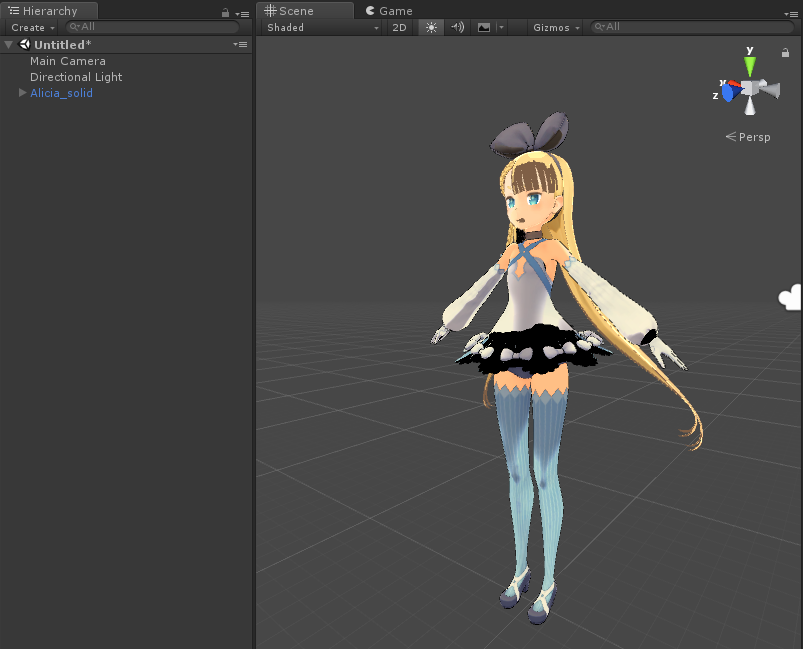 Hierarchy
Create
All
Untitled*
Main Camera
Directional Light
Alicia_solid
Scene
Game
Shaded
2D
Gizmos
All
y
x
z
Persp